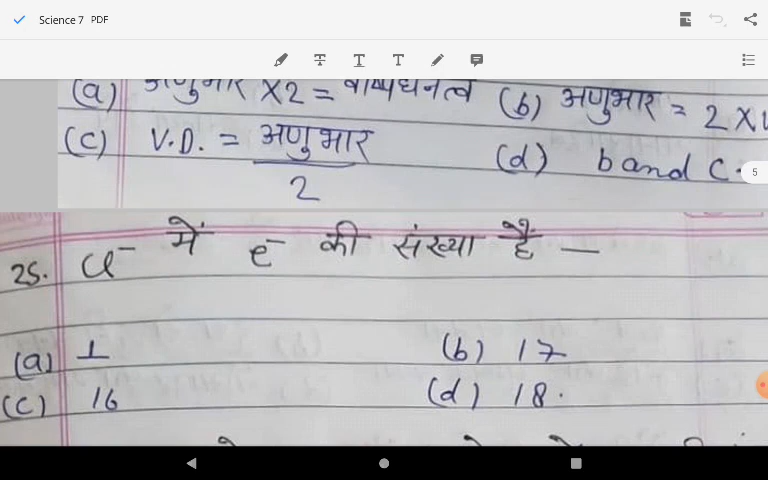 Science 7 PDF
(a) अणुभार X2 = वाष्पघनत्व (b) अणुभार = 2 X
(c) V.D. = अणुभार / 2 (d) b and c.
5
25. Cl⁻ में e⁻ की संख्या है —
(a) 1 (b) 17
(c) 16 (d) 18.